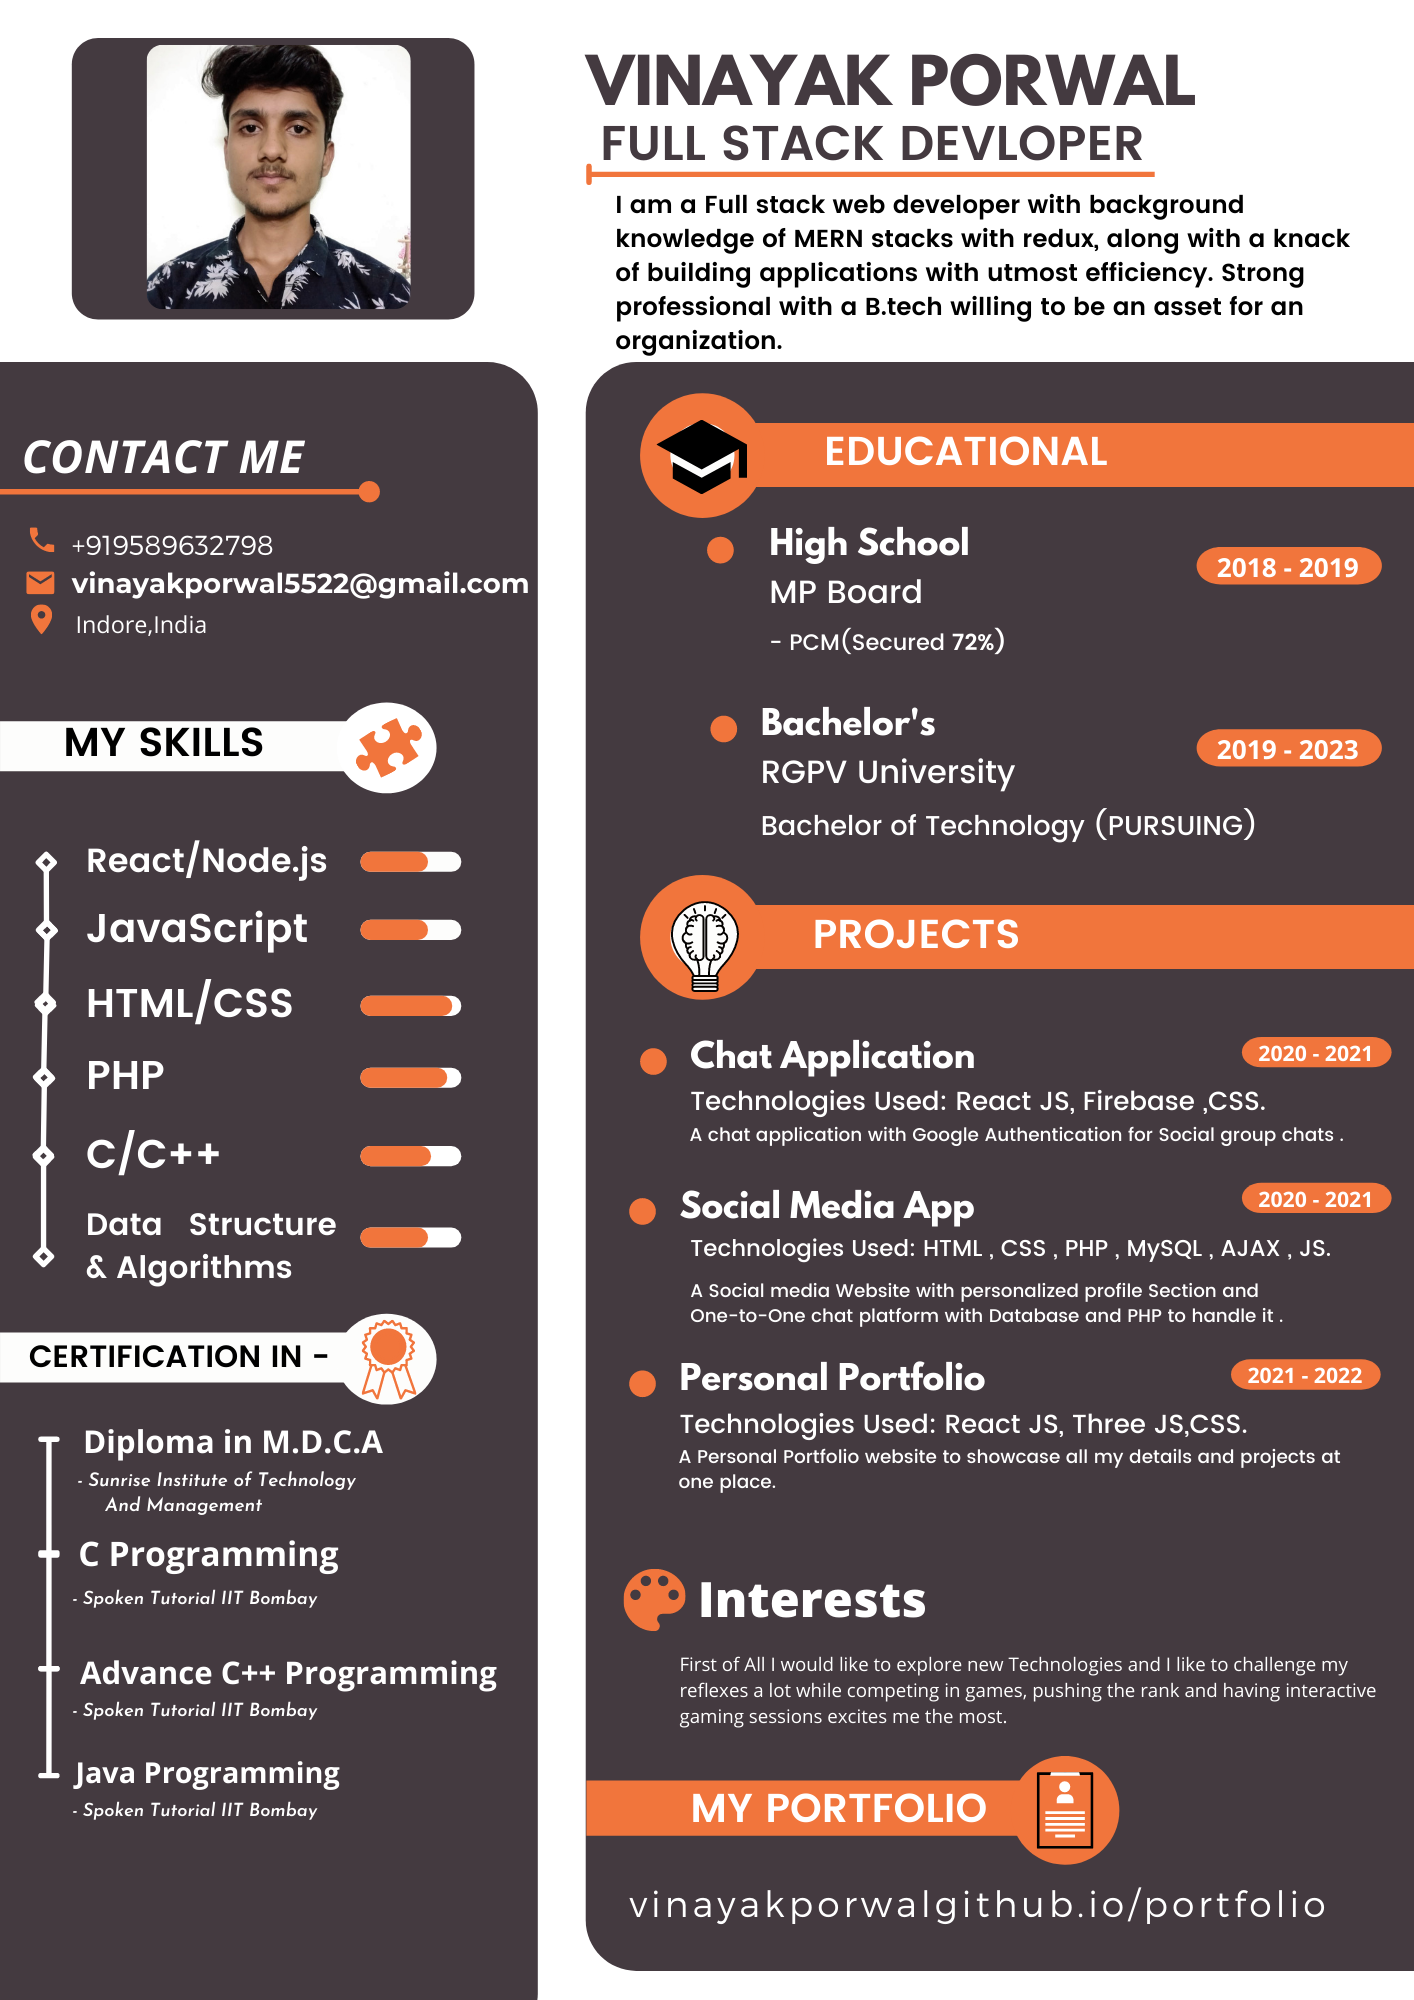 VINAYAK PORWAL
FULL STACK DEVLOPER
I am a Full stack web developer with background
knowledge of MERN stacks with redux, along with a knack
of building applications with utmost efficiency. Strong
professional with a B.tech willing to be an asset for an
organization.
CONTACT ME
+919589632798
vinayakporwal5522@gmail.com
Indore,India
MY SKILLS
React/Node.js
JavaScript
HTML/CSS
PHP
C/C++
Data Structure
& Algorithms
CERTIFICATION IN -
Diploma in M.D.C.A
- Sunrise Institute of Technology
And Management
C Programming
- Spoken Tutorial IIT Bombay
Advance C++ Programming
- Spoken Tutorial IIT Bombay
Java Programming
- Spoken Tutorial IIT Bombay
EDUCATIONAL
High School
2018 - 2019
MP Board
- PCM(Secured 72%)
Bachelor's
2019 - 2023
RGPV University
Bachelor of Technology (PURSUING)
PROJECTS
Chat Application
2020 - 2021
Technologies Used: React JS, Firebase ,CSS.
A chat application with Google Authentication for Social group chats .
Social Media App
2020 - 2021
Technologies Used: HTML , CSS , PHP , MySQL , AJAX , JS.
A Social media Website with personalized profile Section and
One-to-One chat platform with Database and PHP to handle it .
Personal Portfolio
2021 - 2022
Technologies Used: React JS, Three JS,CSS.
A Personal Portfolio website to showcase all my details and projects at
one place.
Interests
First of All I would like to explore new Technologies and I like to challenge my
reflexes a lot while competing in games, pushing the rank and having interactive
gaming sessions excites me the most.
MY PORTFOLIO
vinayakporwalgithub.io/portfolio